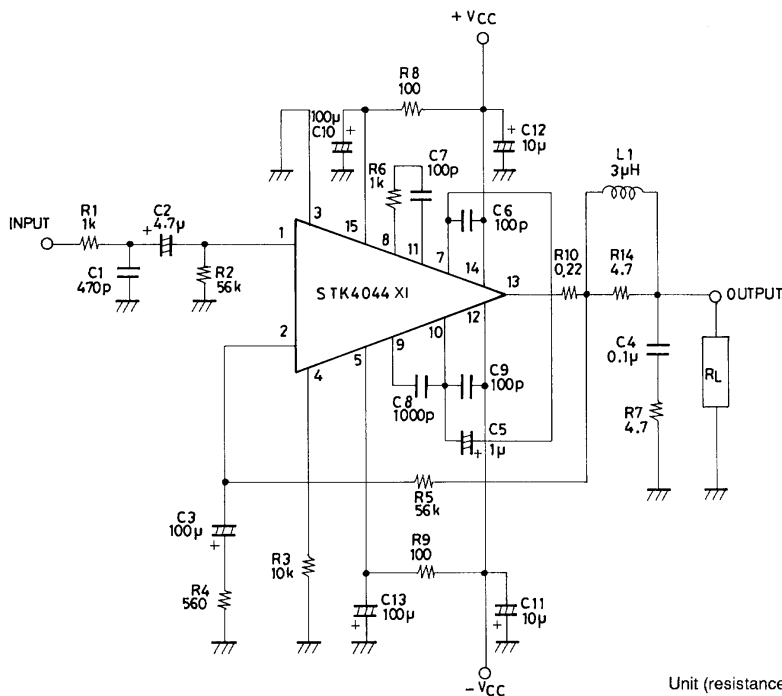 + VCC
R8
100
100µ
C10
+
+
C12
10µ
C7
100p
R6
1k
L1
3µH
INPUT
R1
1k
C2
4.7µ
+
3
15
8
11
7
C6
100p
14
R10
0.22
R14
4.7
1
13
OUTPUT
C1
470p
R2
56k
STK4044 XI
2
12
10
9
5
4
C9
100p
C8
1000p
C5
1µ
+
C4
0.1µ
RL
R7
4.7
R5
56k
C3
100µ
+
R9
100
R3
10k
R4
560
C13
100µ
+
C11
10µ
+
- VCC
Unit (resistance